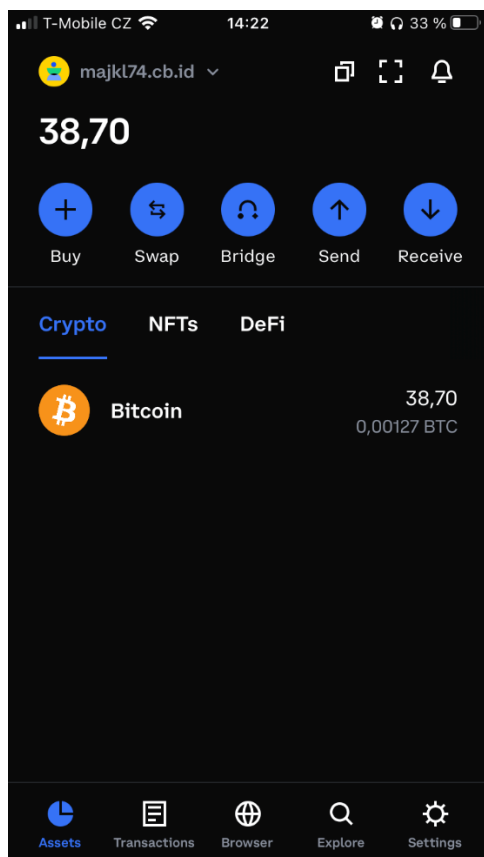 T-Mobile CZ 14:22 33 %
majkl74.cb.id
38,70
Buy Swap Bridge Send Receive
Crypto NFTs DeFi
Bitcoin 38,70
0,00127 BTC
Assets Transactions Browser Explore Settings